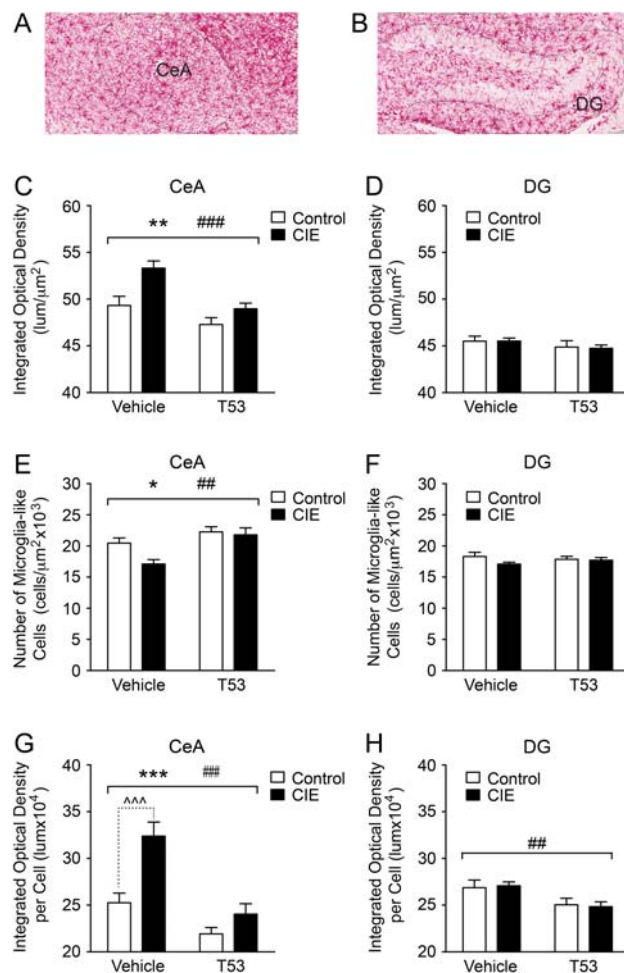 A
CeA
B
DG
C
CeA
Integrated Optical Density
(lum/μm²)
60
55
50
45
40
** ###
Control
CIE
Vehicle T53
D
DG
Integrated Optical Density
(lum/μm²)
60
55
50
45
40
Control
CIE
Vehicle T53
E
CeA
Number of Microglia-like
Cells (cells/μm²x10³)
30
25
20
15
10
5
0
* ##
Control
CIE
Vehicle T53
F
DG
Number of Microglia-like
Cells (cells/μm²x10³)
30
25
20
15
10
5
0
Control
CIE
Vehicle T53
G
CeA
Integrated Optical Density
per Cell (lumx10⁴)
40
35
30
25
20
*** ###
^^^
Control
CIE
Vehicle T53
H
DG
Integrated Optical Density
per Cell (lumx10⁴)
40
35
30
25
20
##
Control
CIE
Vehicle T53